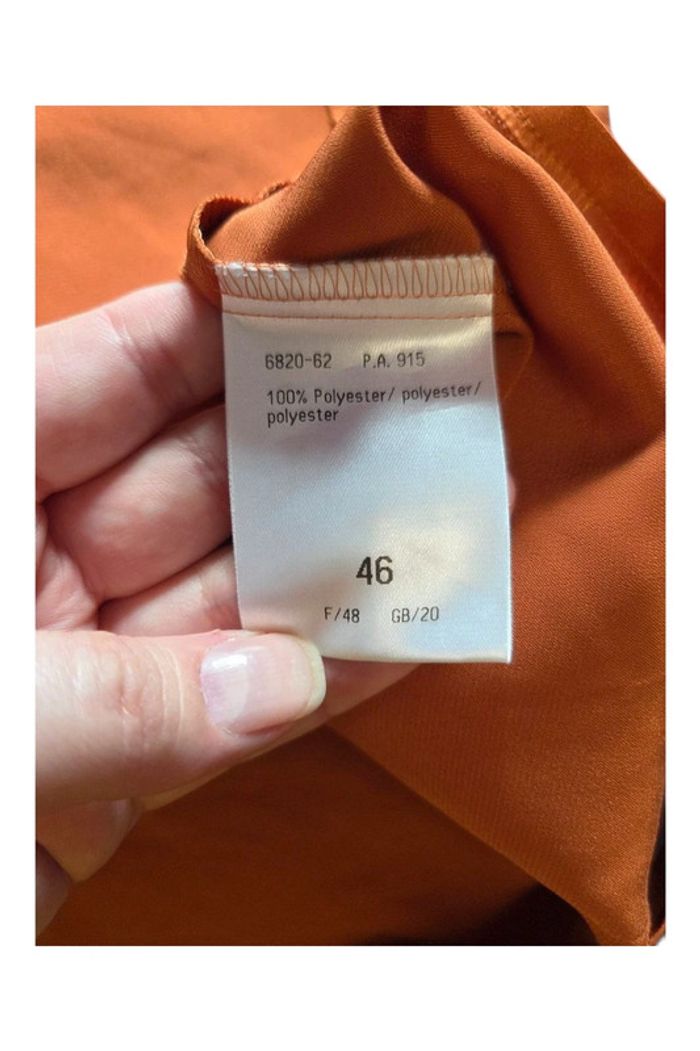 6820-62 P.A. 915
100% Polyester/ polyester/
polyester
46
F/48 GB/20